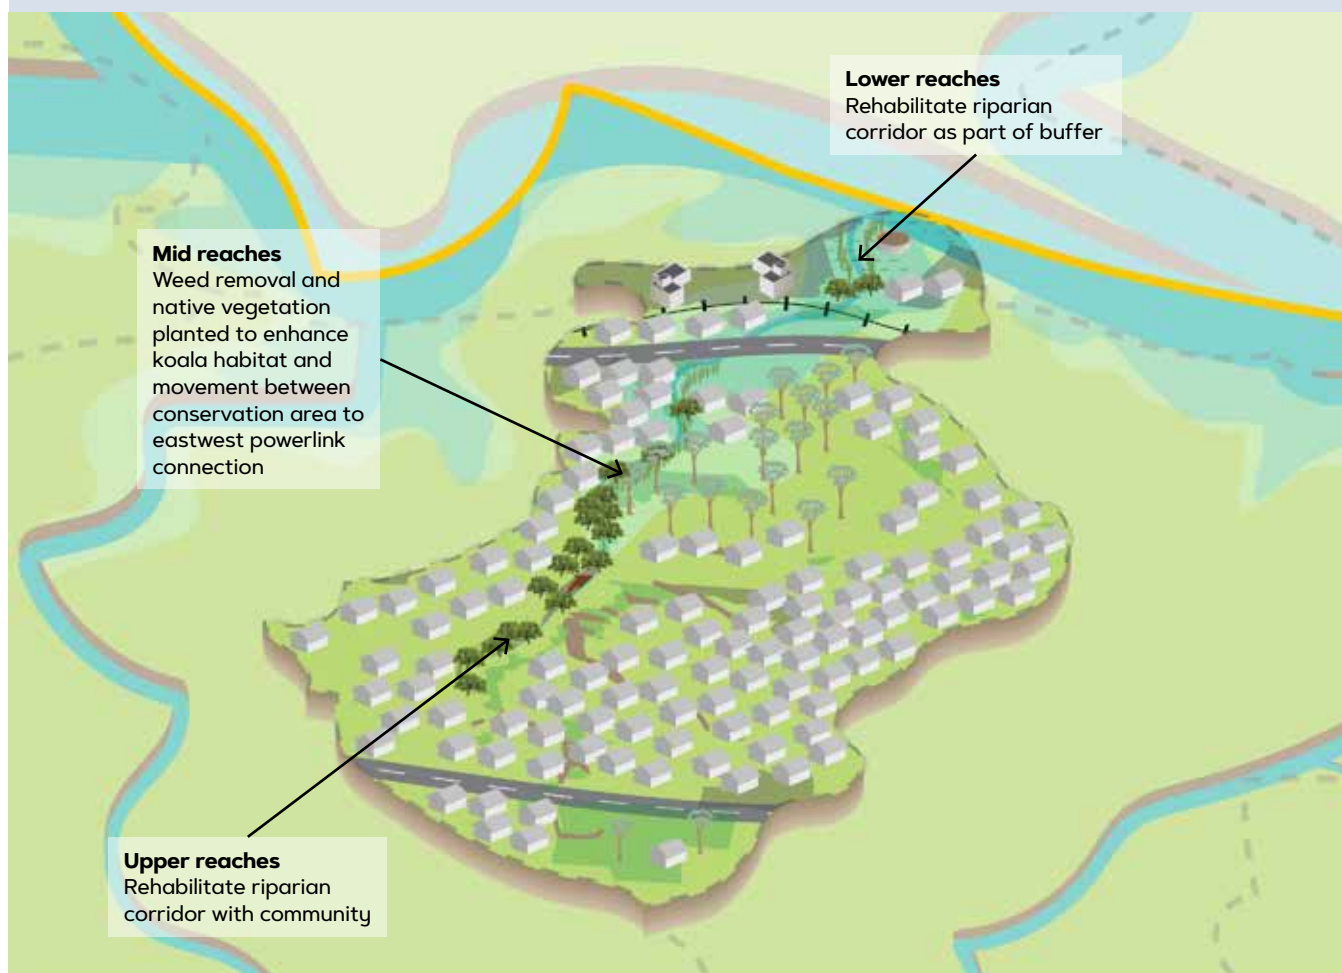 Lower reaches
Rehabilitate riparian
corridor as part of buffer
Mid reaches
Weed removal and
native vegetation
planted to enhance
koala habitat and
movement between
conservation area to
eastwest powerlink
connection
Upper reaches
Rehabilitate riparian
corridor with community